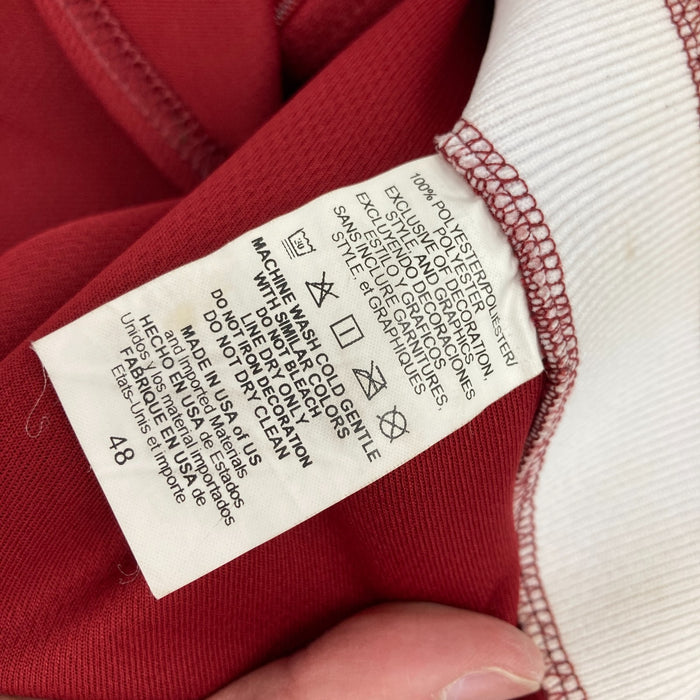 100% POLYESTER/POLIÉSTER/
POLYESTER
EXCLUSIVE OF DECORATION,
STYLE, AND GRAPHICS
EXCLUYENDO DECORACIONES
ESTILO Y GRAFICOS
SANS INCLURE GARNITURES,
STYLE, et GRAPHIQUES
30
MACHINE WASH COLD GENTLE
WITH SIMILAR COLORS
DO NOT BLEACH
LINE DRY ONLY
DO NOT IRON DECORATION
DO NOT DRY CLEAN
MADE IN USA of US
and Imported Materials
HECHO EN USA de Estados
Unidos y los material importados
FABRIQUE EN USA de
Etats-Unis et importe
48